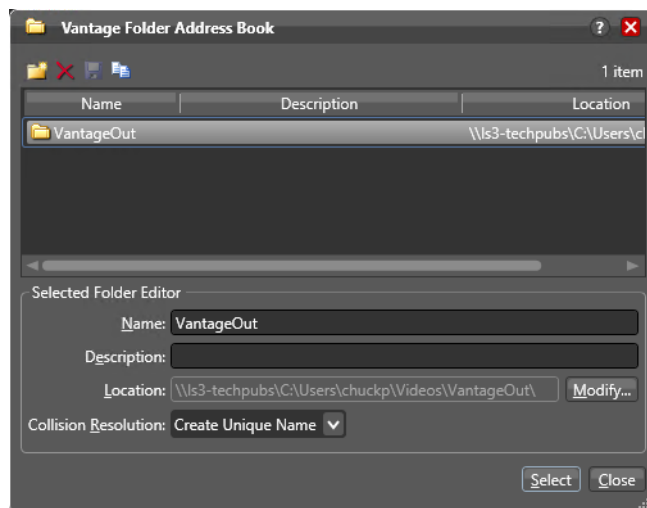 Vantage Folder Address Book
1 item
Name Description Location
VantageOut \\ls3-techpubs\C:\Users\c
Selected Folder Editor
Name: VantageOut
Description:
Location: \\ls3-techpubs\C:\Users\chuckp\Videos\VantageOut\ Modify...
Collision Resolution: Create Unique Name
Select Close